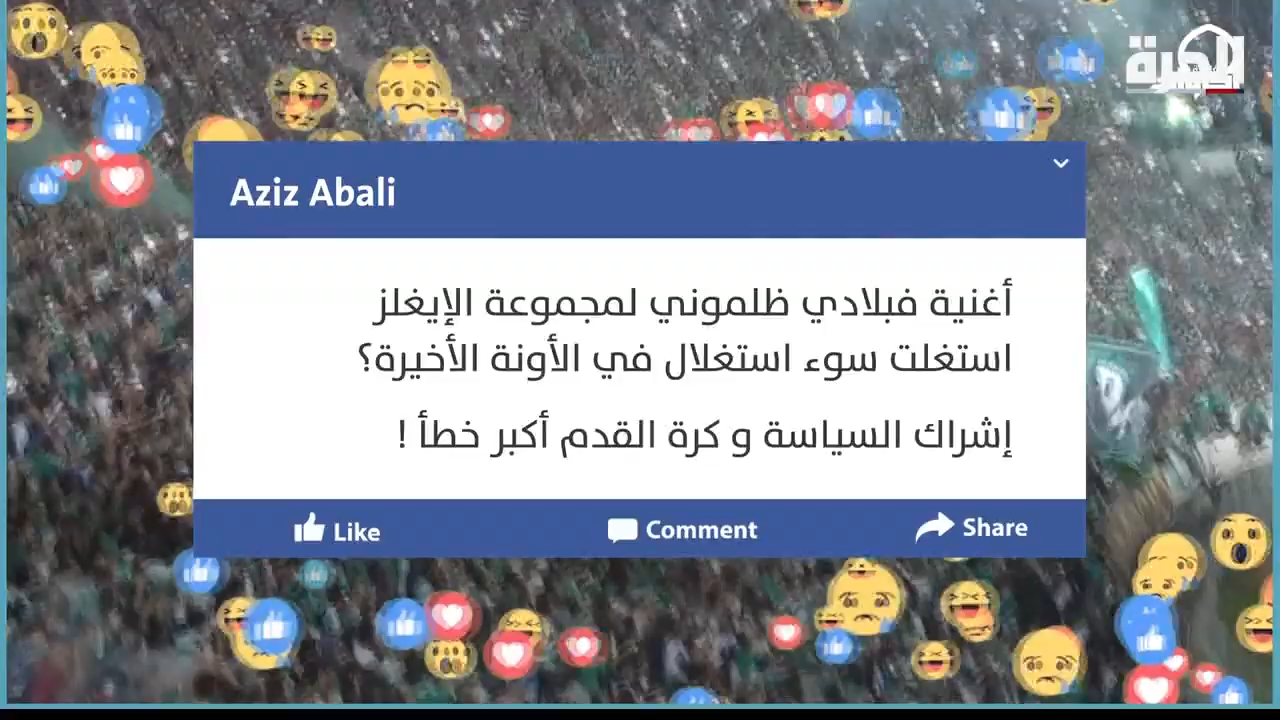 الحرة
Aziz Abali
أغنية فبلادي ظلموني لمجموعة الإيغلز
استغلت سوء استغلال في الأونة الأخيرة؟
إشراك السياسة و كرة القدم أكبر خطأ !
Like
Comment
Share